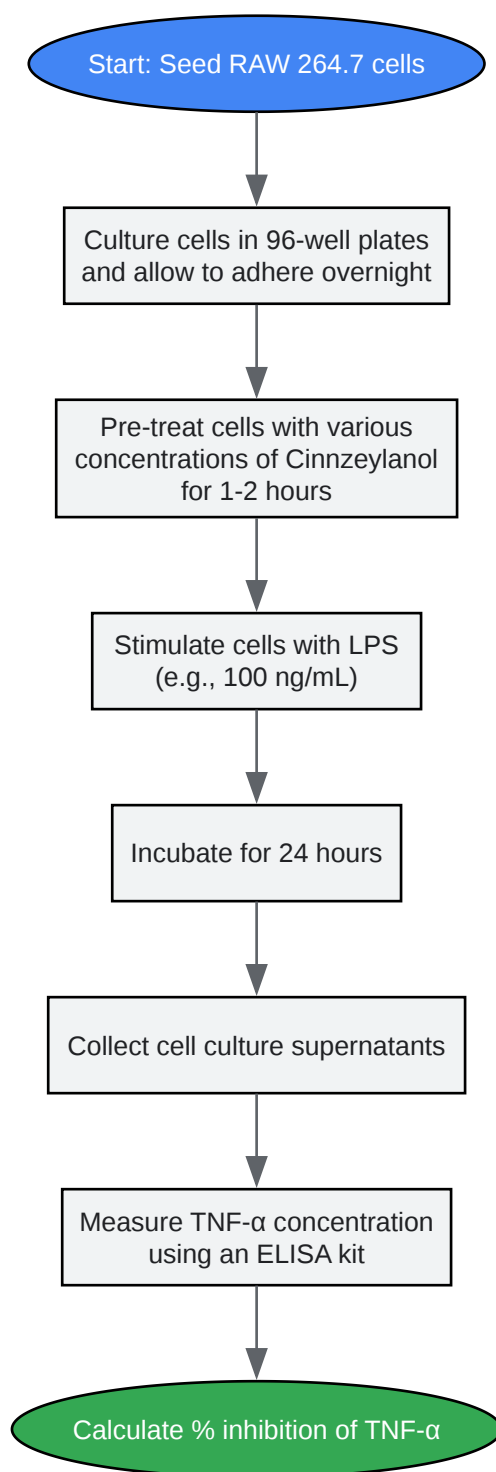 Start: Seed RAW 264.7 cells
Culture cells in 96-well plates
and allow to adhere overnight
Pre-treat cells with various
concentrations of Cinnzeylanol
for 1-2 hours
Stimulate cells with LPS
(e.g., 100 ng/mL)
Incubate for 24 hours
Collect cell culture supernatants
Measure TNF-α concentration
using an ELISA kit
Calculate % inhibition of TNF-α